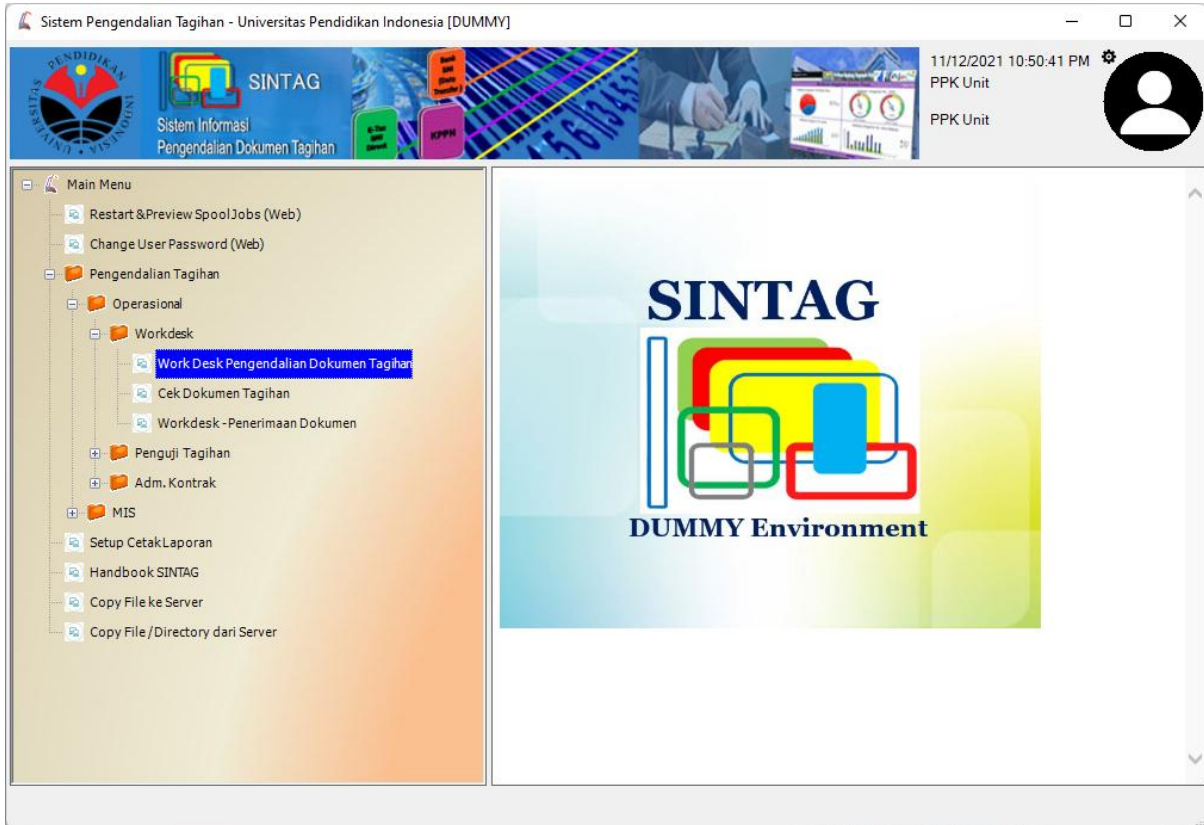 Sistem Pengendalian Tagihan - Universitas Pendidikan Indonesia [DUMMY]
UNIVERSITAS PENDIDIKAN INDONESIA
SINTAG
Sistem Informasi
Pengendalian Dokumen Tagihan
KPPN
11/12/2021 10:50:41 PM
PPK Unit
PPK Unit
Main Menu
Restart & Preview Spool Jobs (Web)
Change User Password (Web)
Pengendalian Tagihan
Operasional
Workdesk
Work Desk Pengendalian Dokumen Tagihan
Cek Dokumen Tagihan
Workdesk - Penerimaan Dokumen
Penguji Tagihan
Adm. Kontrak
MIS
Setup Cetak Laporan
Handbook SINTAG
Copy File ke Server
Copy File / Directory dari Server
SINTAG
DUMMY Environment